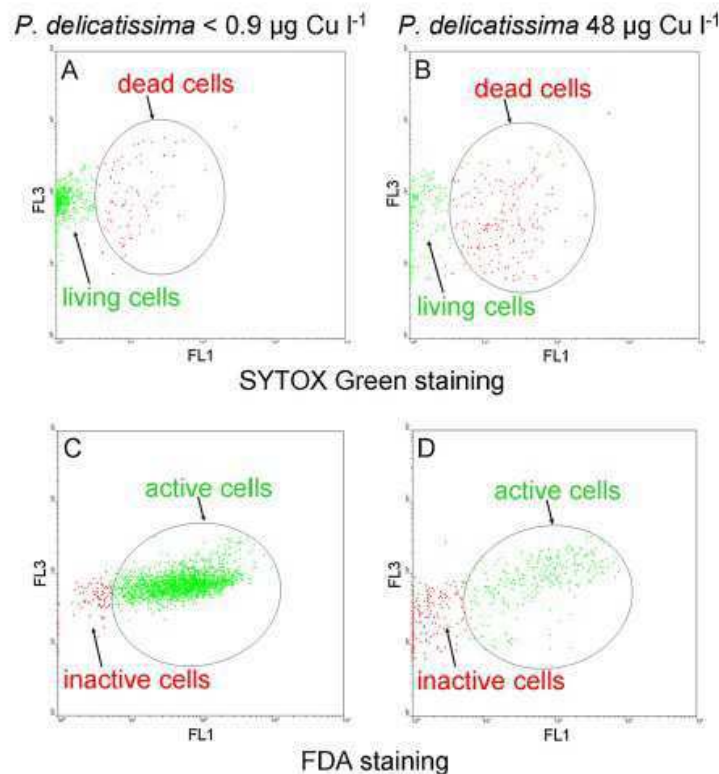 P. delicatissima < 0.9 µg Cu l-1
P. delicatissima 48 µg Cu l-1
A
dead cells
FL3
living cells
FL1
B
dead cells
FL3
living cells
FL1
SYTOX Green staining
C
active cells
FL3
inactive cells
FL1
D
active cells
FL3
inactive cells
FL1
FDA staining